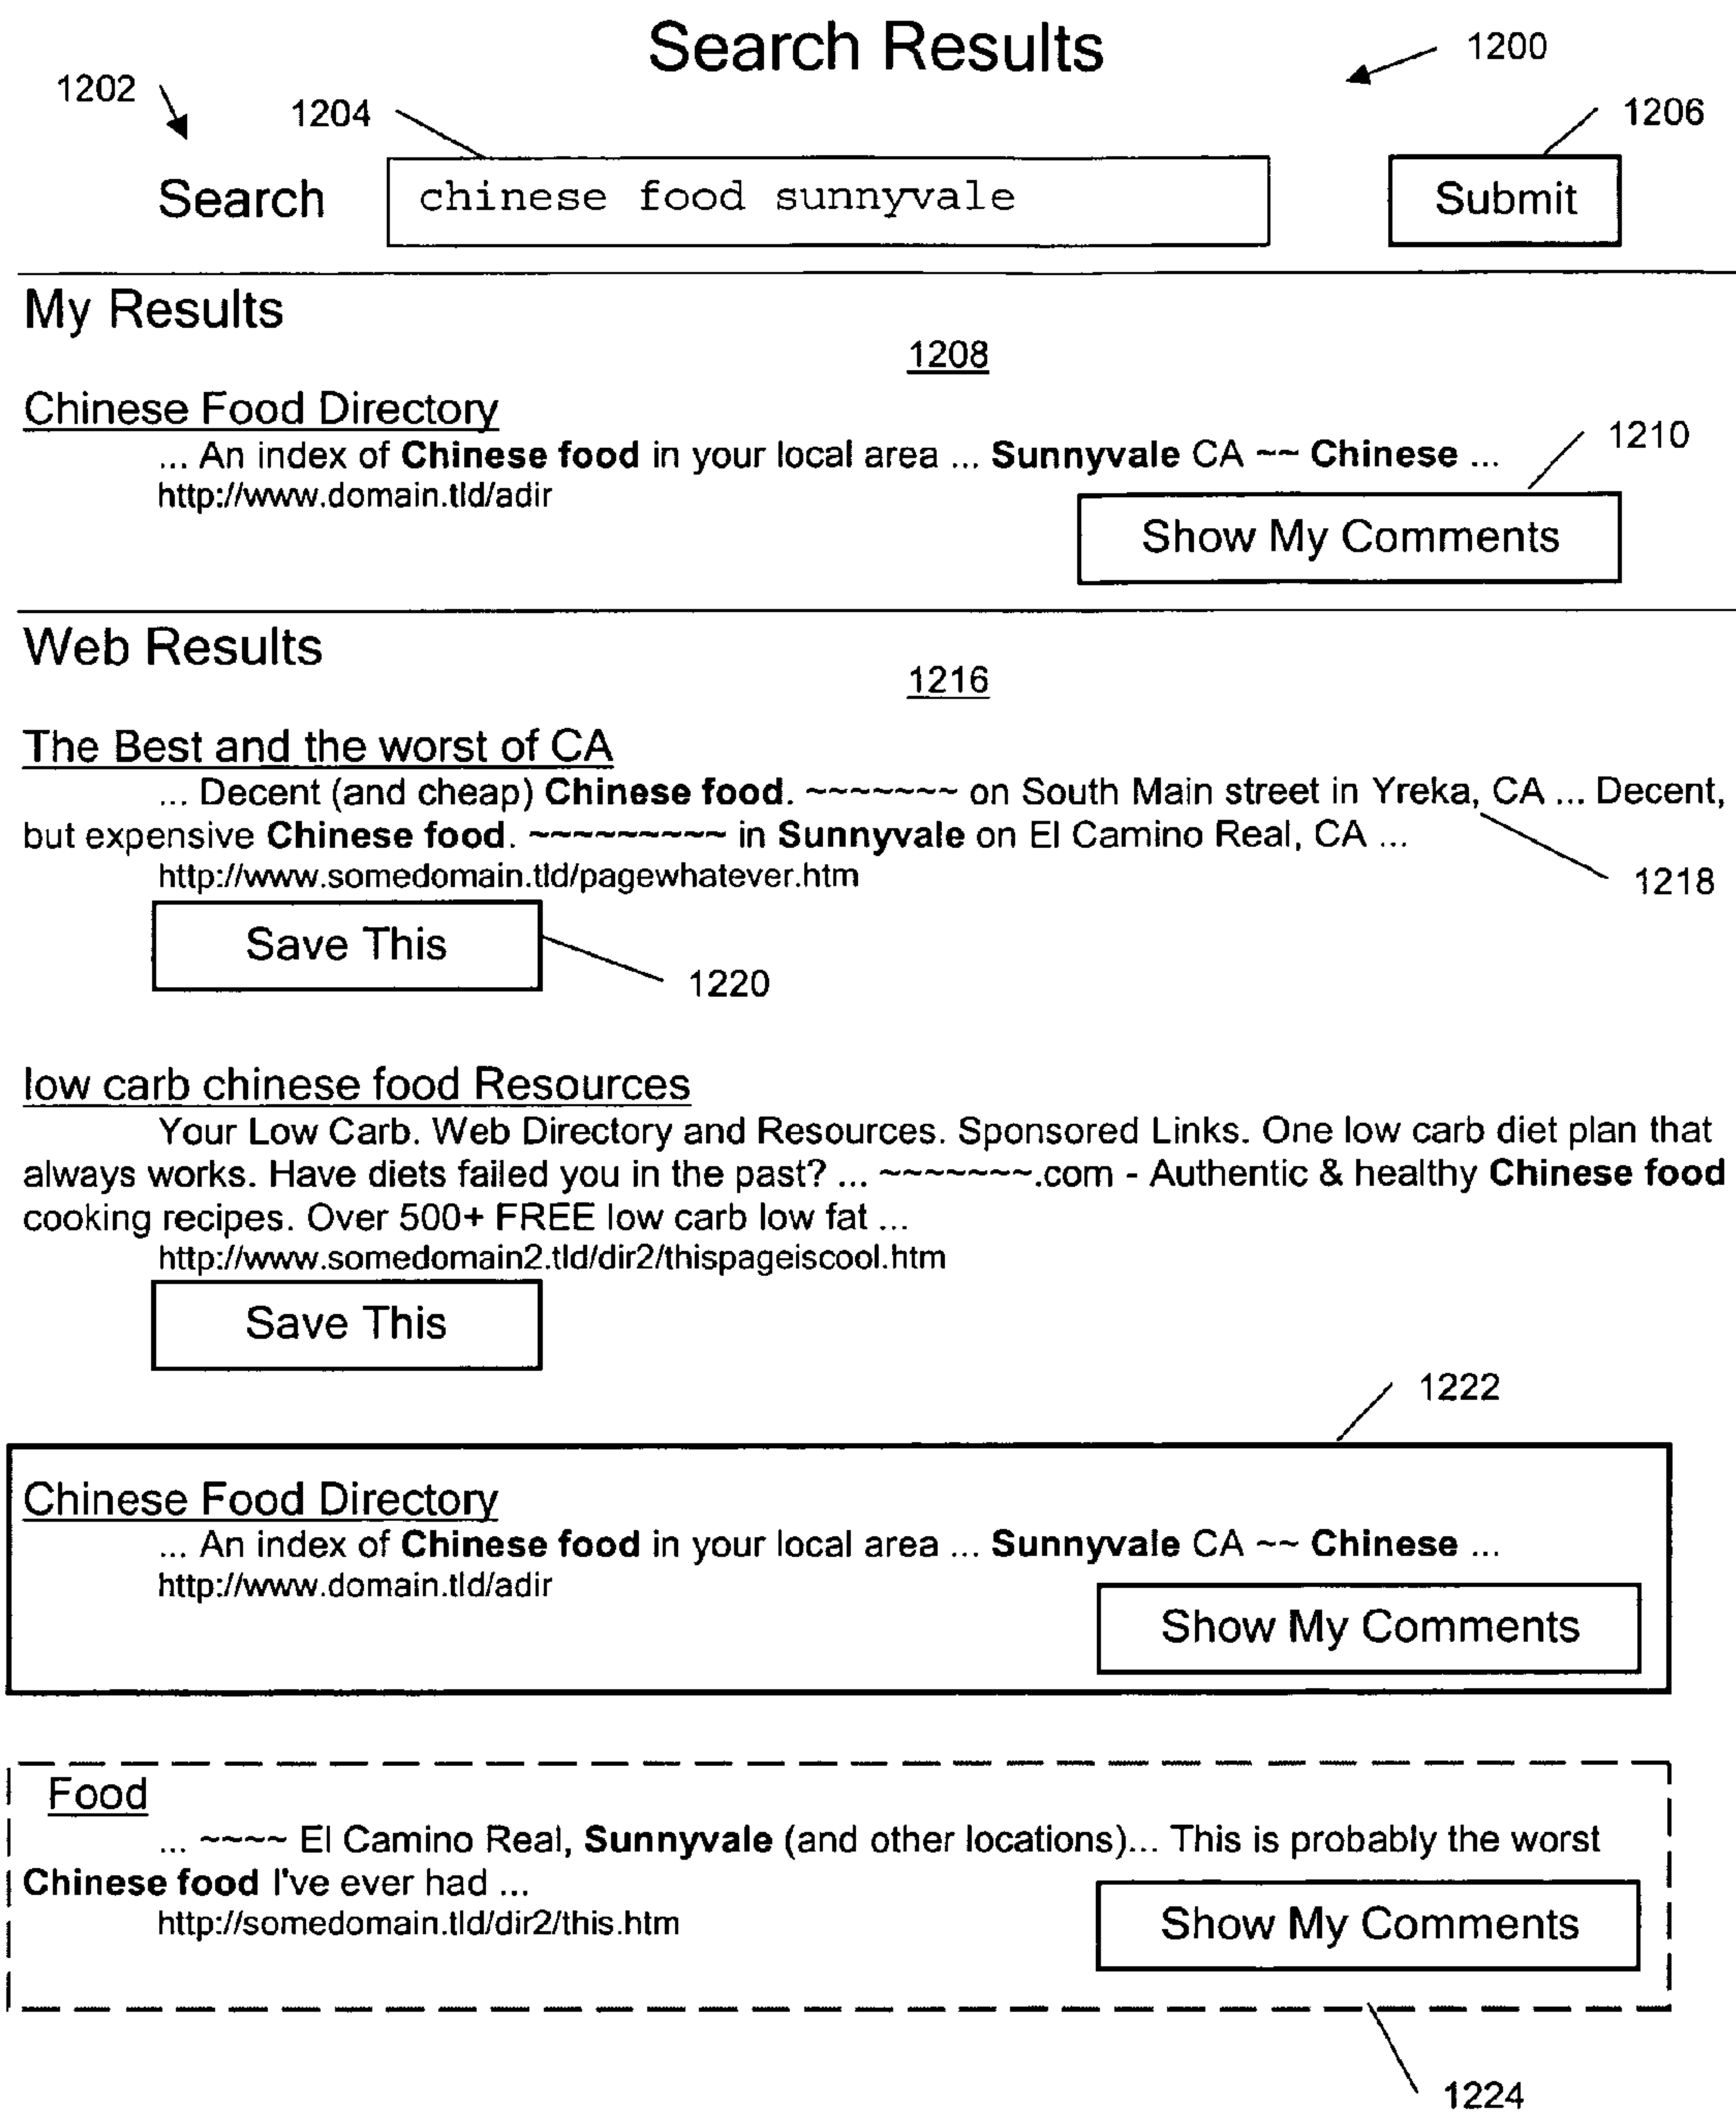 Search Results
1200
1202
1204
1206
Search
chinese food sunnyvale
Submit
My Results
1208
Chinese Food Directory
... An index of Chinese food in your local area ... Sunnyvale CA ~~ Chinese ...
1210
http://www.domain.tld/adir
Show My Comments
Web Results
1216
The Best and the worst of CA
... Decent (and cheap) Chinese food. ~~~~~~~ on South Main street in Yreka, CA ... Decent,
but expensive Chinese food. ~~~~~~~~~ in Sunnyvale on El Camino Real, CA ...
http://www.somedomain.tld/pagewhatever.htm
1218
Save This
1220
low carb chinese food Resources
Your Low Carb. Web Directory and Resources. Sponsored Links. One low carb diet plan that
always works. Have diets failed you in the past? ... ~~~~~~~.com - Authentic & healthy Chinese food
cooking recipes. Over 500+ FREE low carb low fat ...
http://www.somedomain2.tld/dir2/thispageiscool.htm
Save This
1222
Chinese Food Directory
... An index of Chinese food in your local area ... Sunnyvale CA ~~ Chinese ...
http://www.domain.tld/adir
Show My Comments
Food
... ~~~~ El Camino Real, Sunnyvale (and other locations)... This is probably the worst
Chinese food I've ever had ...
http://somedomain.tld/dir2/this.htm
Show My Comments
1224